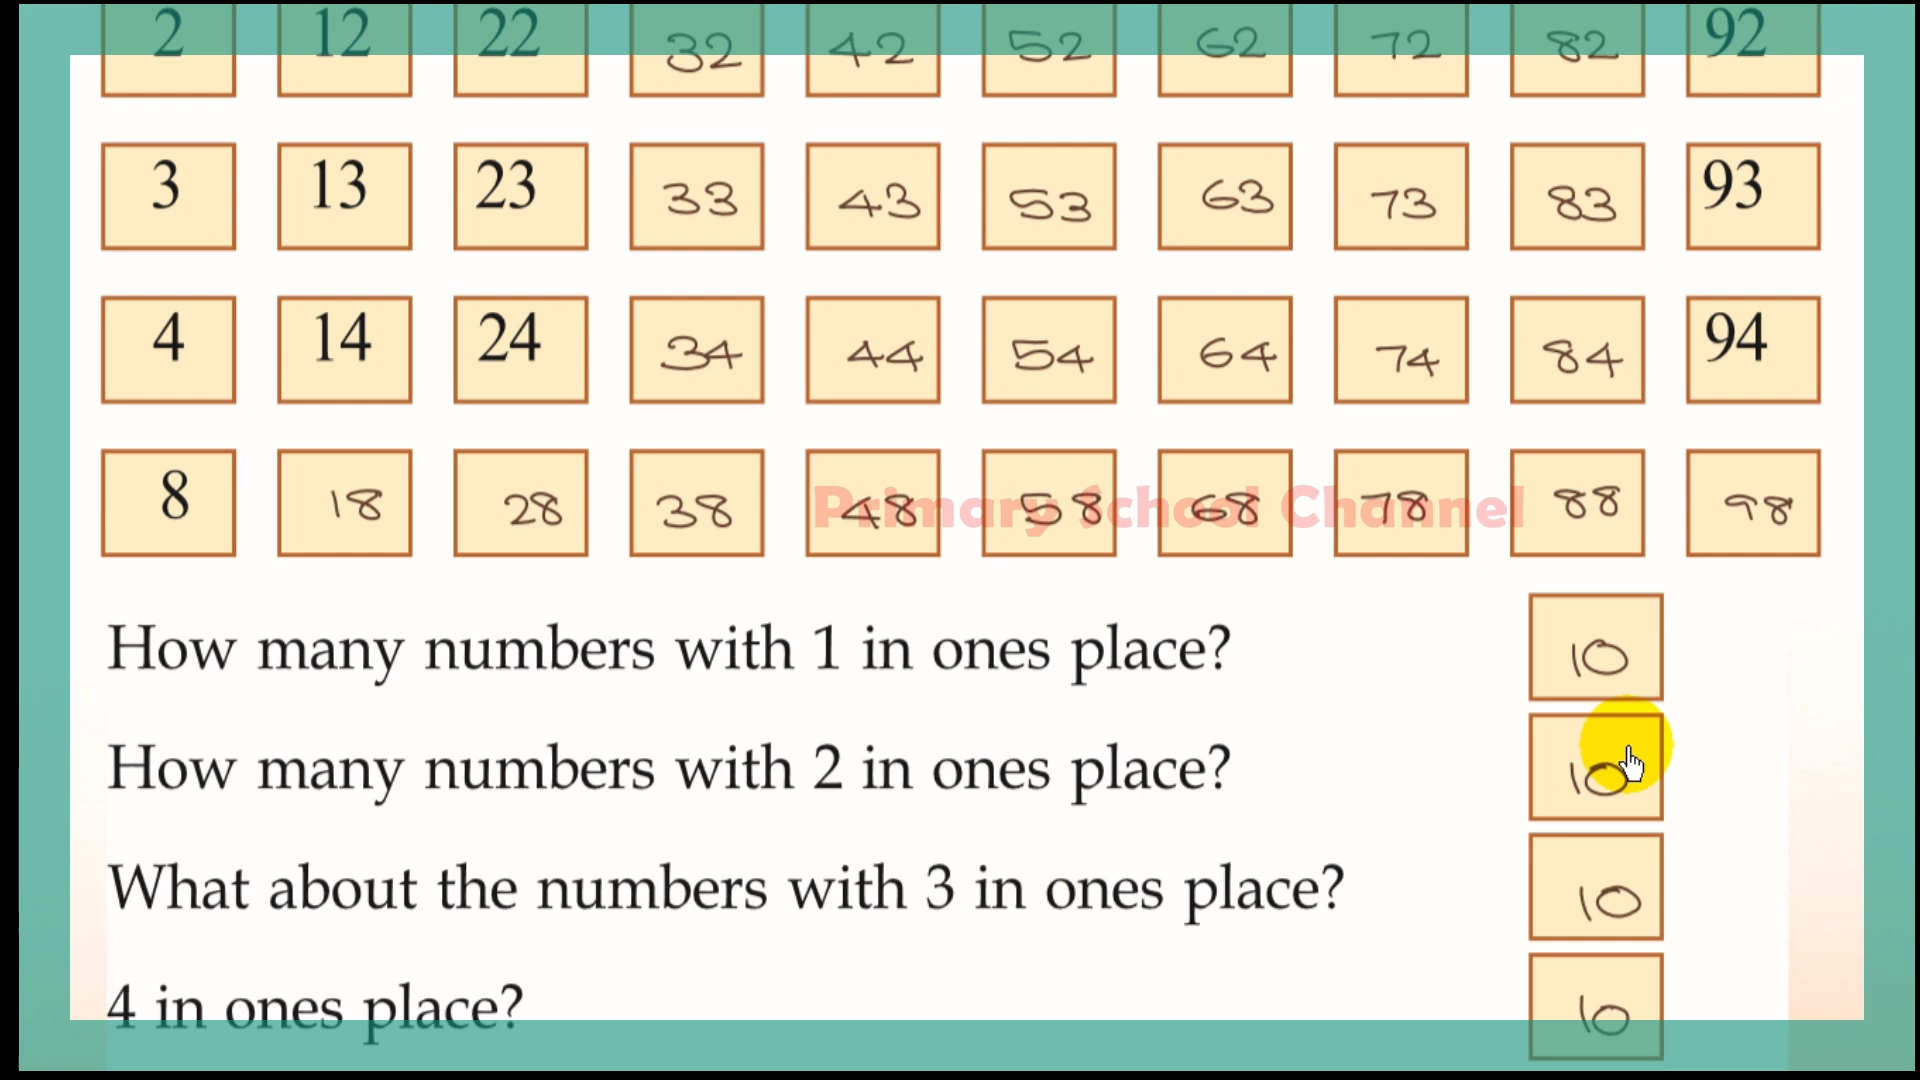 2 12 22 32 42 52 62 72 82 92
3 13 23 33 43 53 63 73 83 93
4 14 24 34 44 54 64 74 84 94
8 18 28 38 48 58 68 78 88 98
Primary School Channel
How many numbers with 1 in ones place? 10
How many numbers with 2 in ones place? 10
What about the numbers with 3 in ones place? 10
4 in ones place? 10